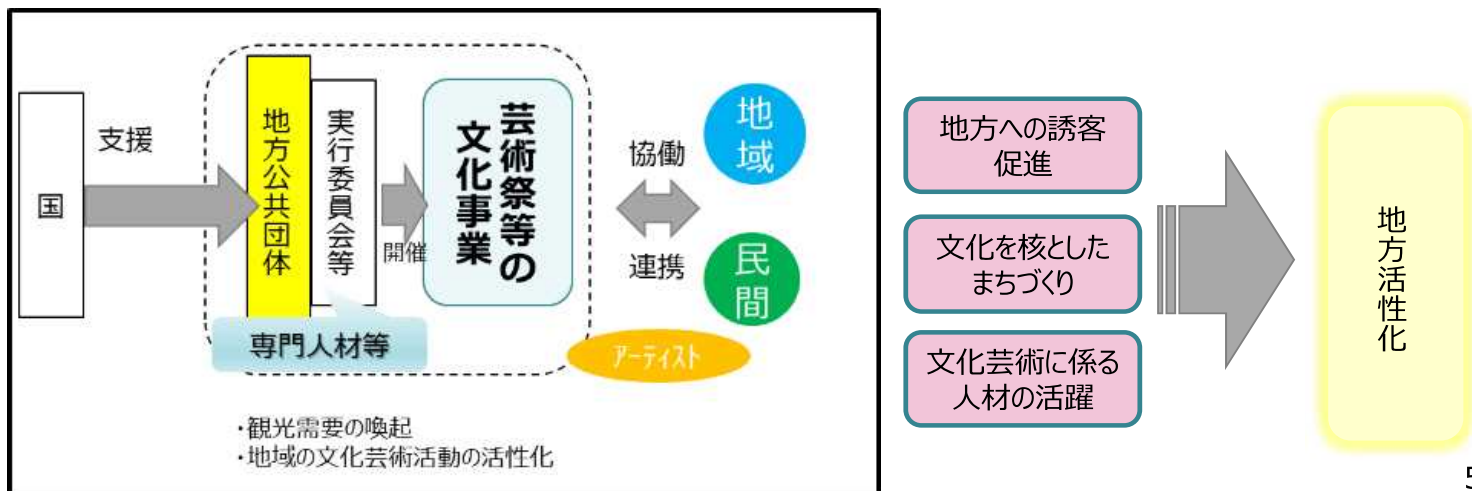 国
支援
地方公共団体
実行委員会等
開催
芸術祭等の
文化事業
専門人材等
協働
連携
地域
民間
アーティスト
・観光需要の喚起
・地域の文化芸術活動の活性化
地方への誘客
促進
文化を核とした
まちづくり
文化芸術に係る
人材の活躍
地方活性化